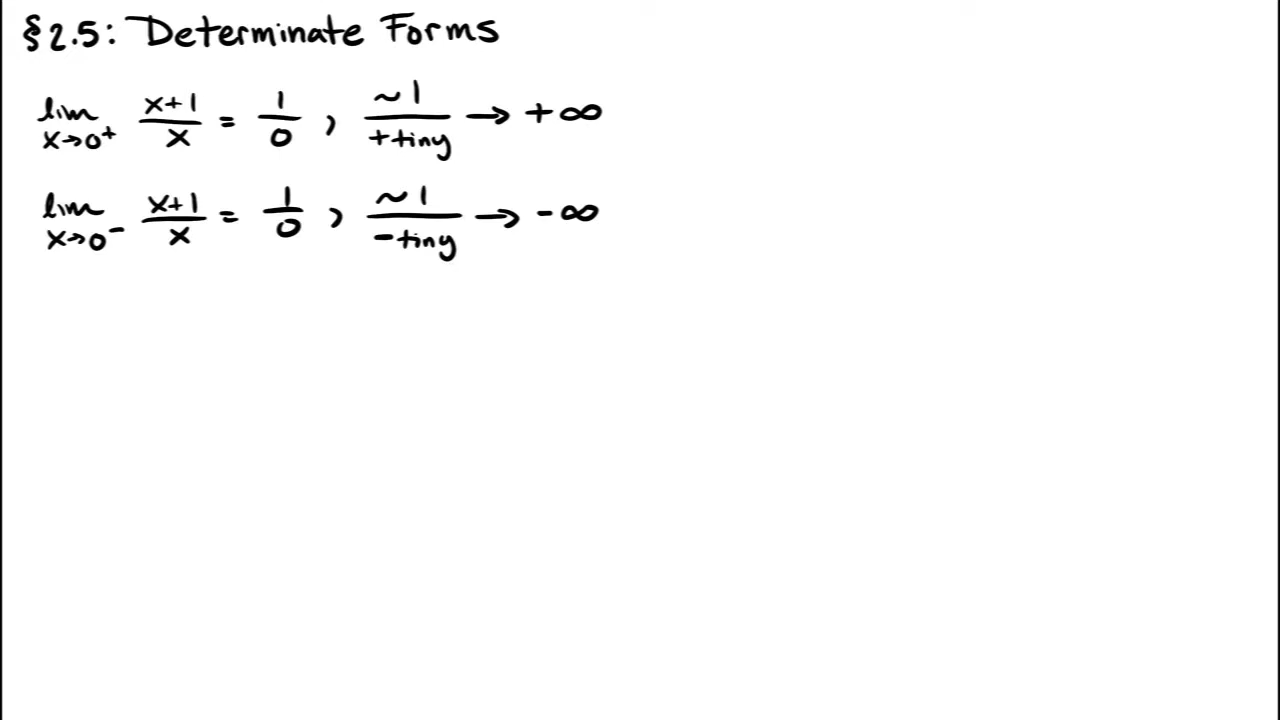 §2.5: Determinate Forms
lim x→0⁺ (x+1)/x = 1/0 , ~1/+tiny → +∞
lim x→0⁻ (x+1)/x = 1/0 , ~1/-tiny → -∞